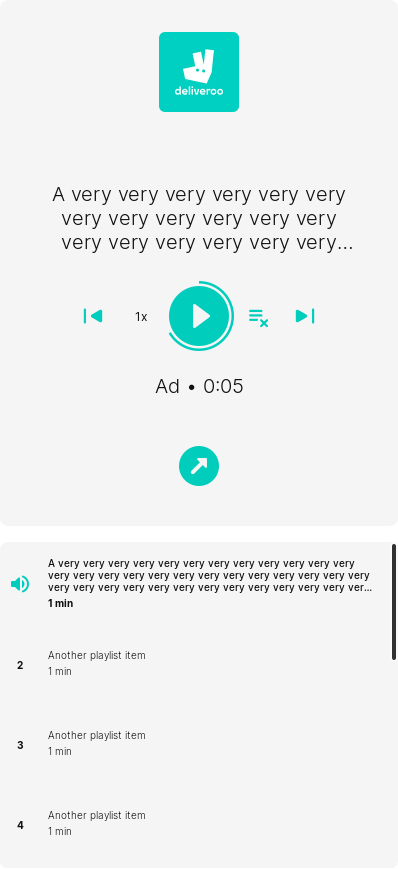 deliveroo
A very very very very very very
very very very very very very
very very very very very very...
1x
Ad • 0:05
A very very very very very very very very very very very very
very very very very very very very very very very very very very
very very very very very very very very very very very very ver...
1 min
2
Another playlist item
1 min
3
Another playlist item
1 min
4
Another playlist item
1 min